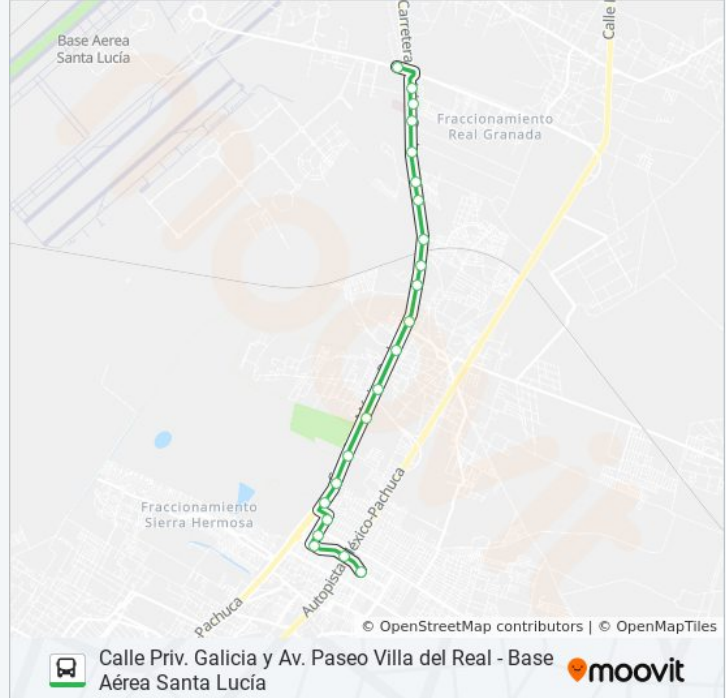 Base Aerea
Santa Lucía
Carretera
Calle
Fraccionamiento
Real Granada
Fraccionamiento
Sierra Hermosa
Autopista México-Pachuca
Pachuca
© OpenStreetMap contributors | © OpenMapTiles
Calle Priv. Galicia y Av. Paseo Villa del Real - Base
Aérea Santa Lucía
moovit